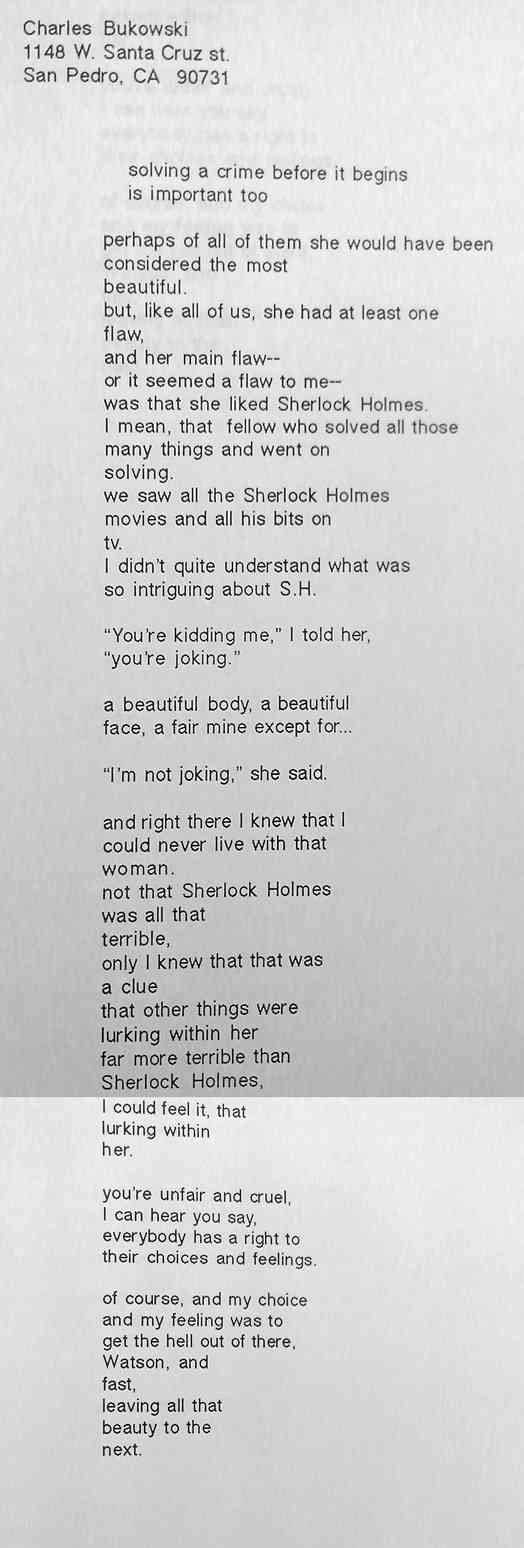 Charles Bukowski
1148 W. Santa Cruz st.
San Pedro, CA  90731
solving a crime before it begins
is important too
perhaps of all of them she would have been
considered the most
beautiful.
but, like all of us, she had at least one
flaw,
and her main flaw--
or it seemed a flaw to me--
was that she liked Sherlock Holmes.
I mean, that  fellow who solved all those
many things and went on
solving.
we saw all the Sherlock Holmes
movies and all his bits on
tv.
I didn't quite understand what was
so intriguing about S.H.
“You're kidding me,” I told her,
“you're joking.”
a beautiful body, a beautiful
face, a fair mine except for...
“I'm not joking,” she said.
and right there I knew that I
could never live with that
woman.
not that Sherlock Holmes
was all that
terrible,
only I knew that that was
a clue
that other things were
lurking within her
far more terrible than
Sherlock Holmes,
I could feel it, that
lurking within
her.
you're unfair and cruel,
I can hear you say,
everybody has a right to
their choices and feelings.
of course, and my choice
and my feeling was to
get the hell out of there,
Watson, and
fast,
leaving all that
beauty to the
next.